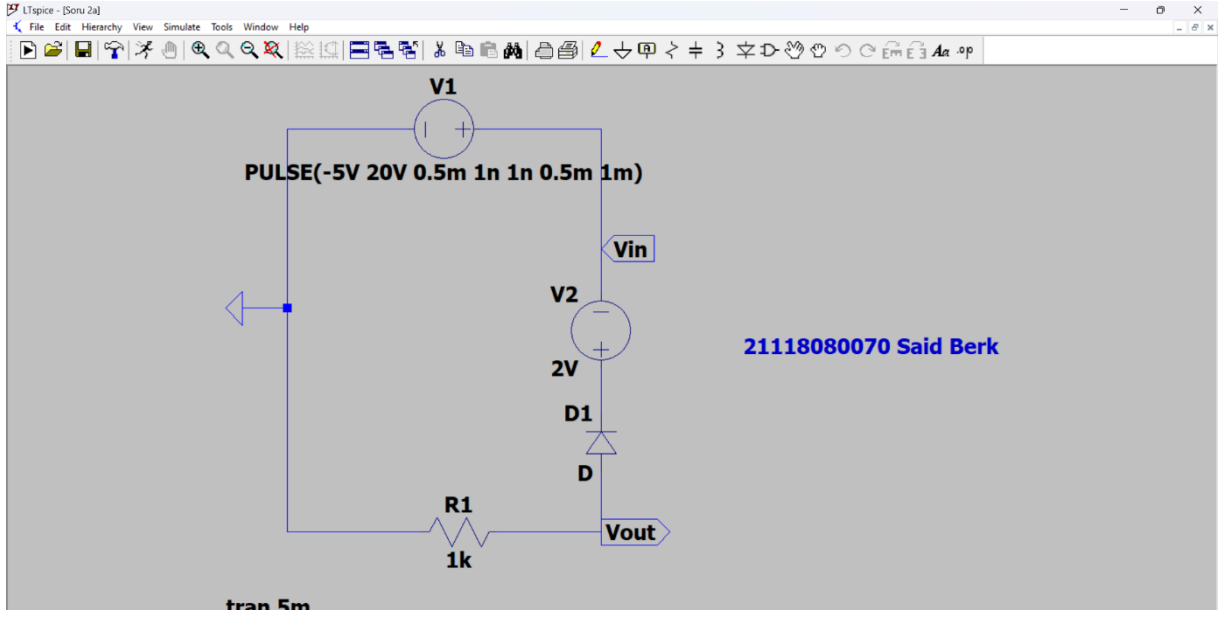 LTspice - [Soru 2a]
File Edit Hierarchy View Simulate Tools Window Help
V1
PULSE(-5V 20V 0.5m 1n 1n 0.5m 1m)
Vin
V2
2V
21118080070 Said Berk
D1
D
R1
Vout
1k
tran 5m